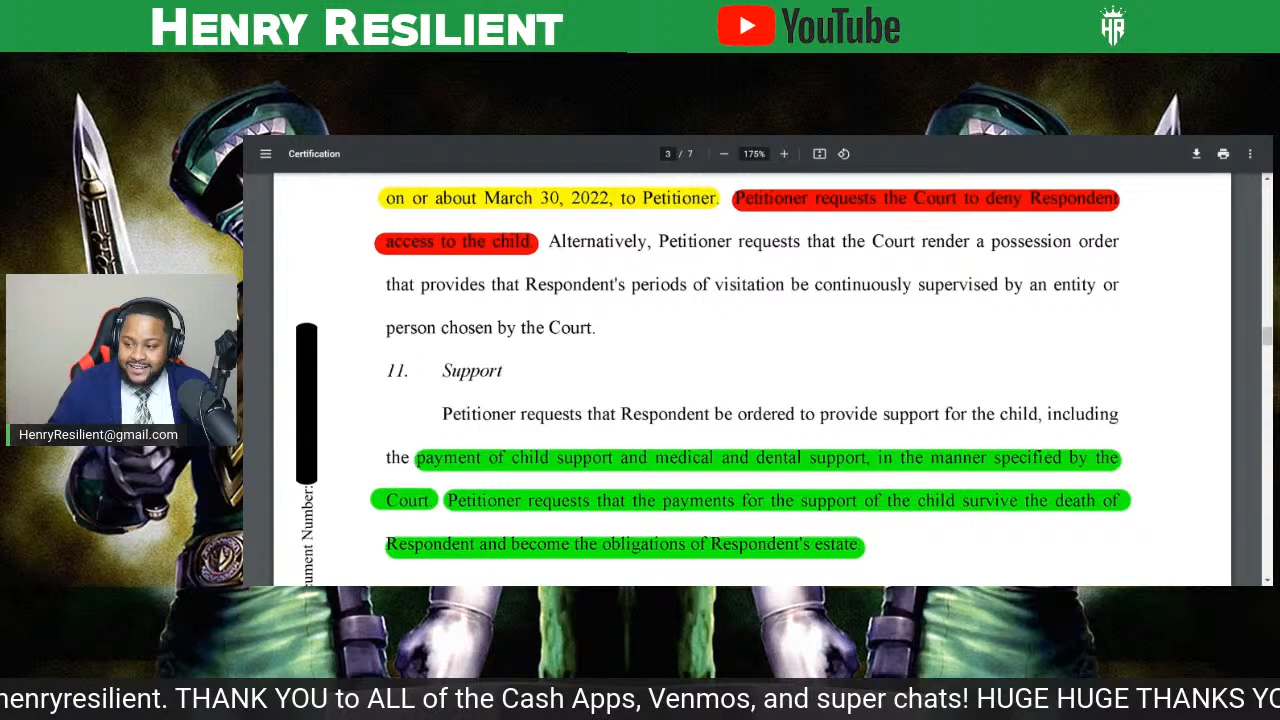 HENRY RESILIENT
YouTube
HR
Certification
3 / 7
175%
on or about March 30, 2022, to Petitioner. Petitioner requests the Court to deny Respondent
access to the child. Alternatively, Petitioner requests that the Court render a possession order
that provides that Respondent's periods of visitation be continuously supervised by an entity or
person chosen by the Court.
11. Support
Petitioner requests that Respondent be ordered to provide support for the child, including
the payment of child support and medical and dental support, in the manner specified by the
Court. Petitioner requests that the payments for the support of the child survive the death of
Respondent and become the obligations of Respondent's estate.
ument Number:
HenryResilient@gmail.com
henryresilient. THANK YOU to ALL of the Cash Apps, Venmos, and super chats! HUGE HUGE THANKS YO